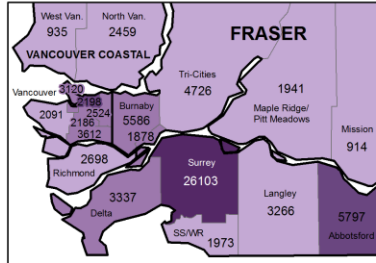 West Van.
935
North Van.
2459
VANCOUVER COASTAL
FRASER
Tri-Cities
4726
1941
Maple Ridge/
Pitt Meadows
Mission
914
Vancouver
3120
2198
2091
2524
2186
3612
Burnaby
5586
1878
2698
Richmond
Surrey
26103
3337
Delta
Langley
3266
5797
Abbotsford
SS/WR
1973